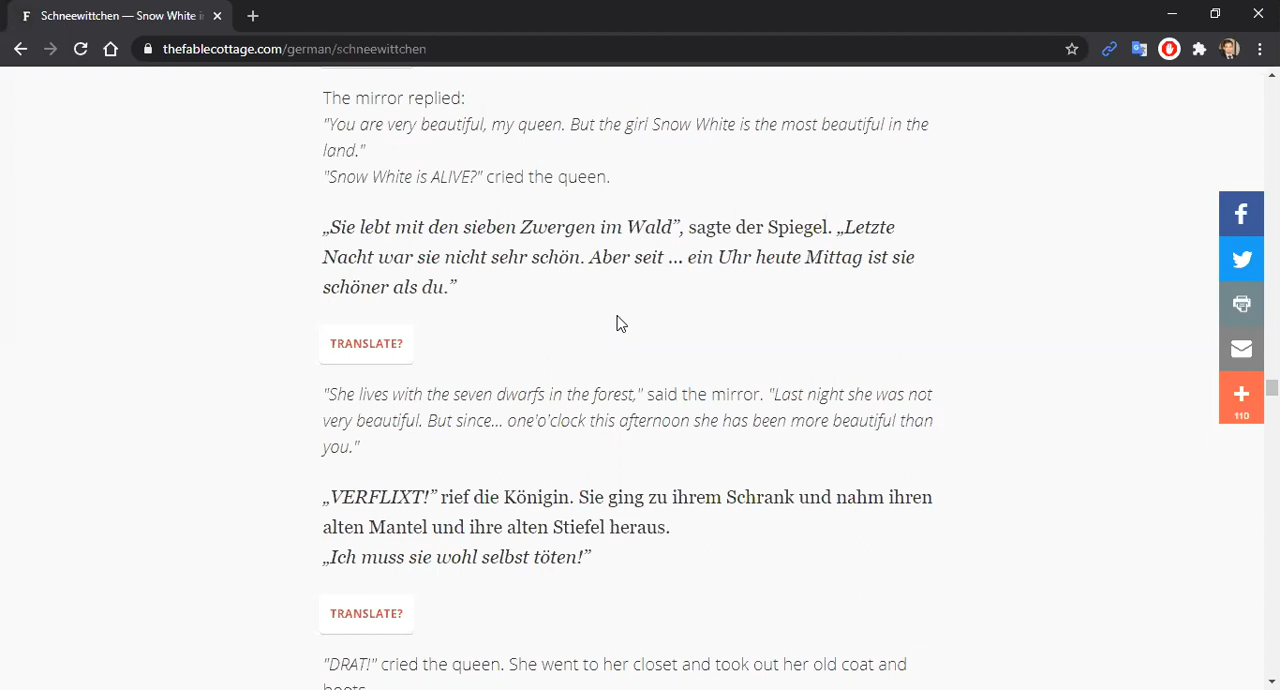 F Schneewittchen — Snow White i
thefablecottage.com/german/schneewittchen
The mirror replied:
"You are very beautiful, my queen. But the girl Snow White is the most beautiful in the
land."
"Snow White is ALIVE?" cried the queen.
„Sie lebt mit den sieben Zwergen im Wald”, sagte der Spiegel. „Letzte
Nacht war sie nicht sehr schön. Aber seit ... ein Uhr heute Mittag ist sie
schöner als du.”
TRANSLATE?
"She lives with the seven dwarfs in the forest," said the mirror. "Last night she was not
very beautiful. But since... one'o'clock this afternoon she has been more beautiful than
you."
„VERFLIXT!” rief die Königin. Sie ging zu ihrem Schrank und nahm ihren
alten Mantel und ihre alten Stiefel heraus.
„Ich muss sie wohl selbst töten!”
TRANSLATE?
"DRAT!" cried the queen. She went to her closet and took out her old coat and
boots.
110